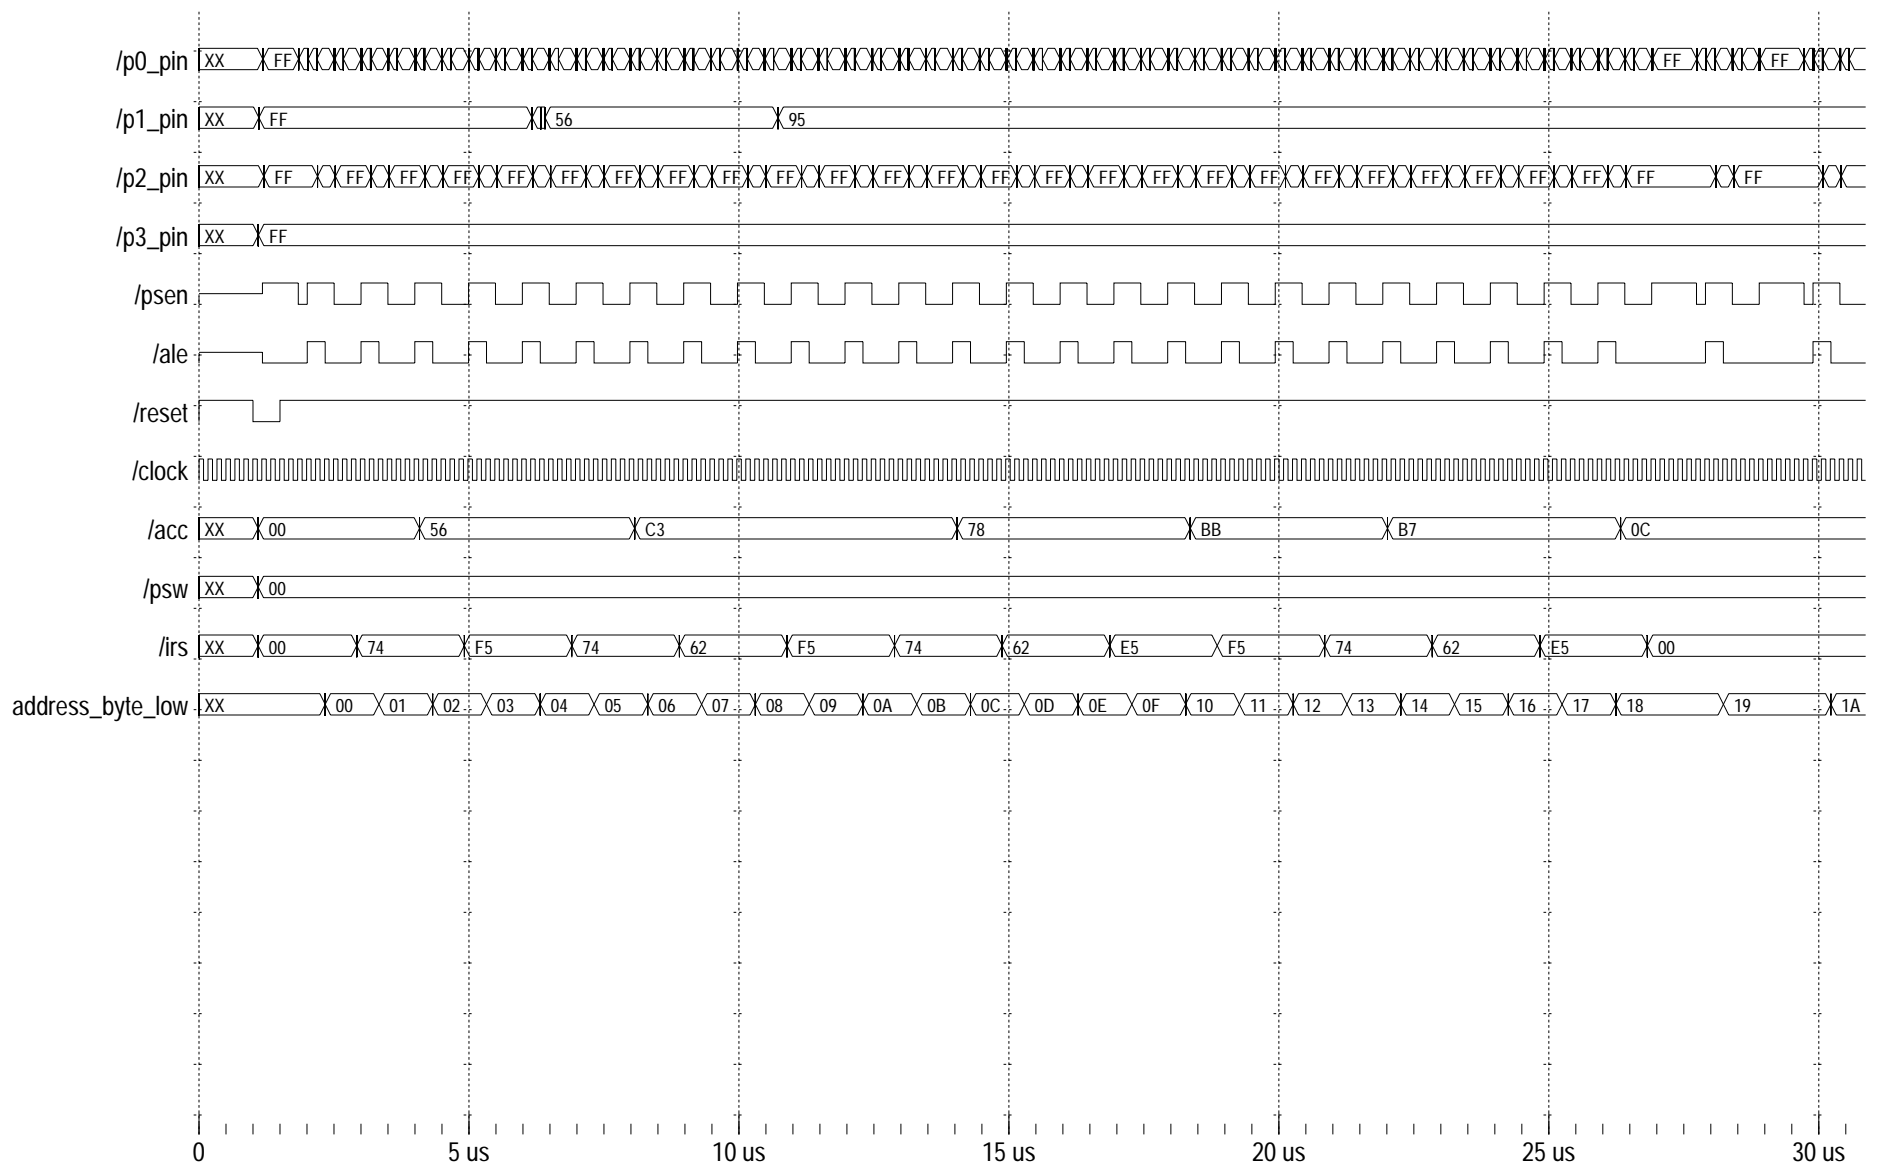 /p0_pin XX FF FF FF
/p1_pin XX FF 56 95
/p2_pin XX FF FF FF FF FF FF FF FF FF FF FF FF FF FF FF FF FF FF FF FF FF FF FF FF FF FF
/p3_pin XX FF
/psen
/ale
/reset
/clock
/acc XX 00 56 C3 78 BB B7 0C
/psw XX 00
/irs XX 00 74 F5 74 62 F5 74 62 E5 F5 74 62 E5 00
address_byte_low XX 00 01 02 03 04 05 06 07 08 09 0A 0B 0C 0D 0E 0F 10 11 12 13 14 15 16 17 18 19 1A
0 5 us 10 us 15 us 20 us 25 us 30 us